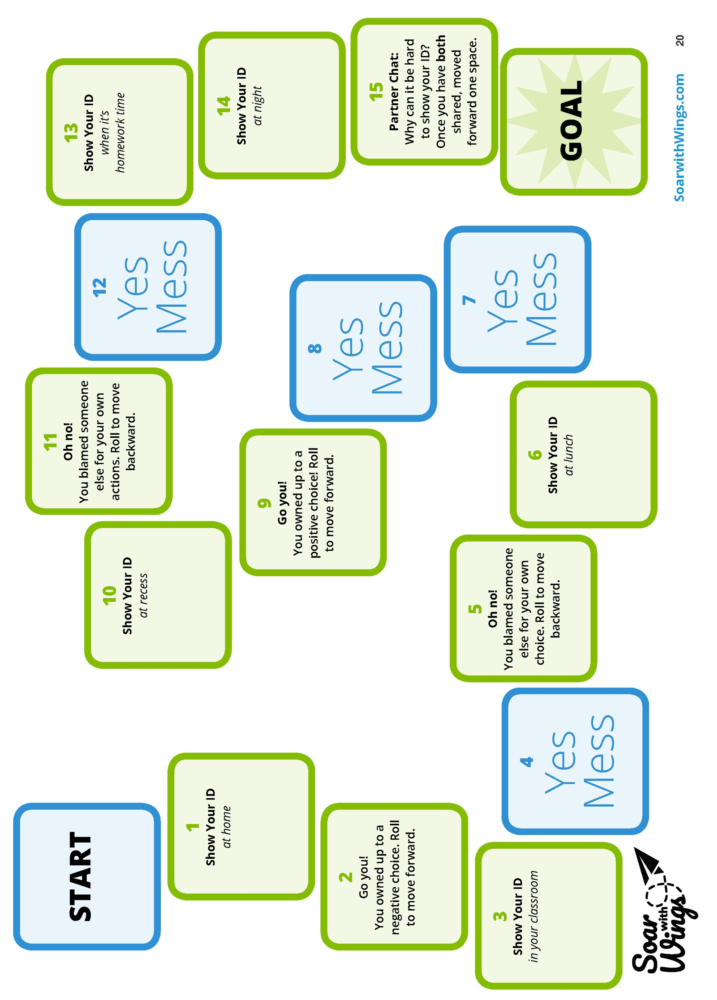 START
1
Show Your ID
at home
2
Go you!
You owned up to a
negative choice. Roll
to move forward.
3
Show Your ID
in your classroom
4
Yes
Mess
5
Oh no!
You blamed someone
else for your own
choice. Roll to move
backward.
6
Show Your ID
at lunch
7
Yes
Mess
8
Yes
Mess
9
Go you!
You owned up to a
positive choice! Roll
to move forward.
10
Show Your ID
at recess
11
Oh no!
You blamed someone
else for your own
actions. Roll to move
backward.
12
Yes
Mess
13
Show Your ID
when it's
homework time
14
Show Your ID
at night
15
Partner Chat:
Why can it be hard
to show your ID?
Once you have both
shared, moved
forward one space.
GOAL
Soar
with
Wings
SoarwithWings.com 20